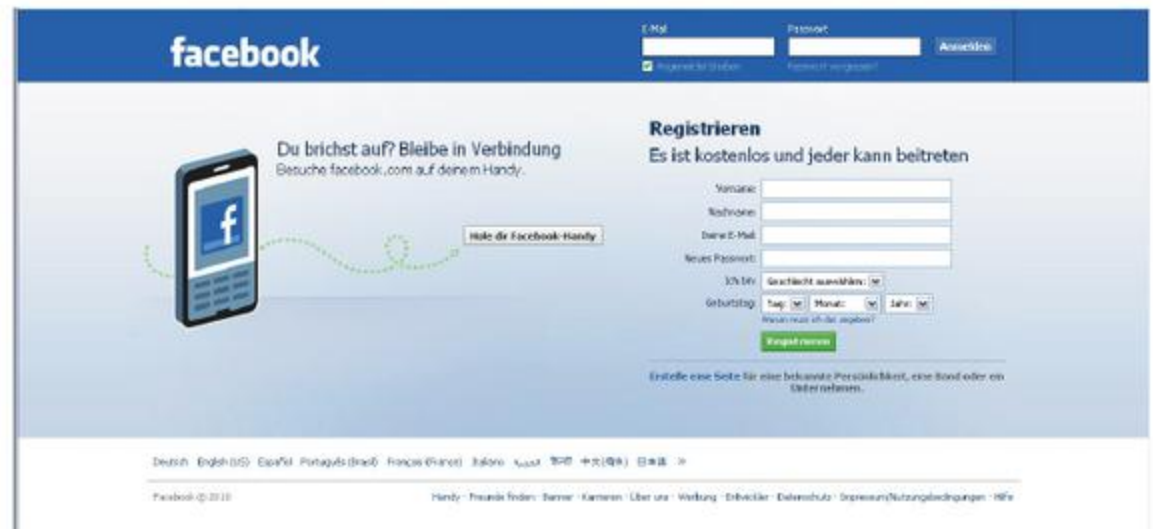 facebook
E-Mail
Passwort
Anmelden
Angemeldet bleiben
Passwort vergessen?
Du brichst auf? Bleibe in Verbindung
Besuche facebook.com auf deinem Handy.
Hole dir Facebook-Handy
Registrieren
Es ist kostenlos und jeder kann beitreten
Vorname:
Nachname:
Deine E-Mail:
Neues Passwort:
Ich bin: Geschlecht auswählen:
Geburtstag: Tag: Monat: Jahr:
Warum muss ich das angeben?
Registrieren
Erstelle eine Seite für eine bekannte Persönlichkeit, eine Band oder ein
Unternehmen.
Deutsch English (US) Español Português (Brasil) Français (France) Italiano العربية हिन्दी 中文(简体) 日本語 »
Facebook © 2010
Handy · Freunde finden · Banner · Karrieren · Über uns · Werbung · Entwickler · Datenschutz · Impressum/Nutzungsbedingungen · Hilfe